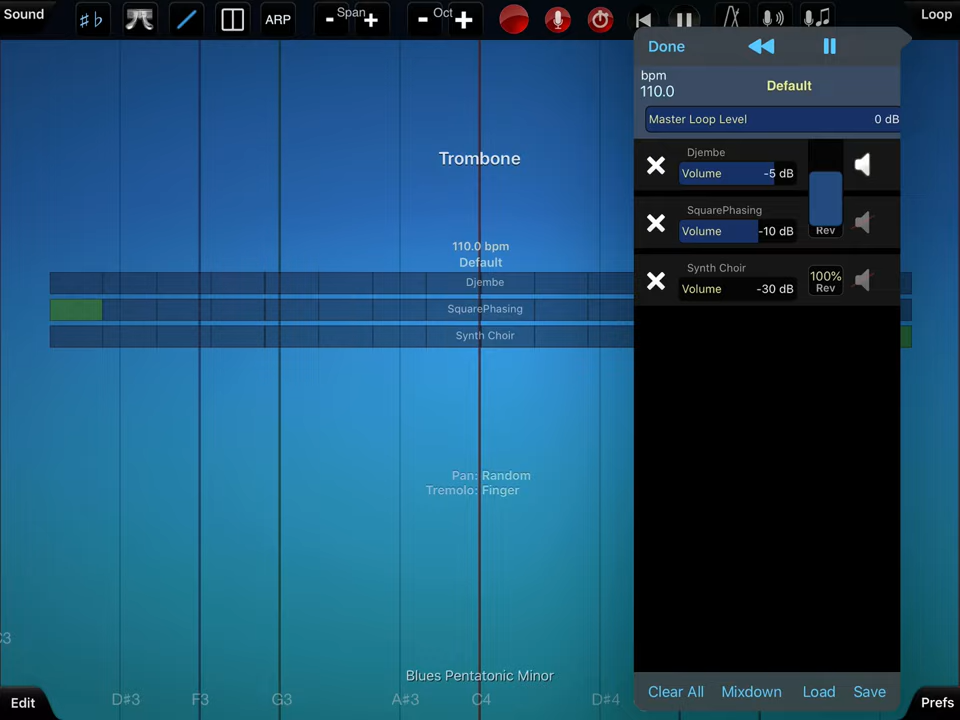 Sound
♯♭
ARP
- Span +
- Oct +
Loop
Done
bpm
110.0
Default
Master Loop Level 0 dB
Djembe
Volume -5 dB
SquarePhasing
Volume -10 dB
Rev
Synth Choir
Volume -30 dB
100%
Rev
Trombone
110.0 bpm
Default
Djembe
SquarePhasing
Synth Choir
Pan: Random
Tremolo: Finger
Blues Pentatonic Minor
D♯3 F3 G3 A♯3 C4 D♯4
Clear All Mixdown Load Save
Edit
Prefs